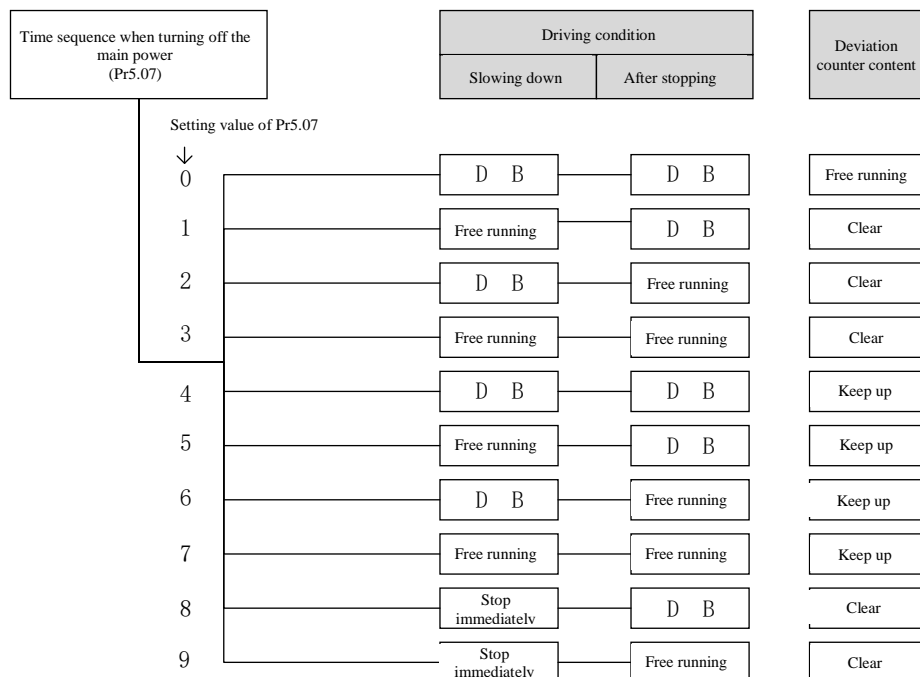 Time sequence when turning off the
main power
(Pr5.07)
Driving condition
Slowing down
After stopping
Deviation
counter content
Setting value of Pr5.07
↓
0 D B D B Free running
1 Free running D B Clear
2 D B Free running Clear
3 Free running Free running Clear
4 D B D B Keep up
5 Free running D B Keep up
6 D B Free running Keep up
7 Free running Free running Keep up
8 Stop
immediately D B Clear
9 Stop
immediately Free running Clear